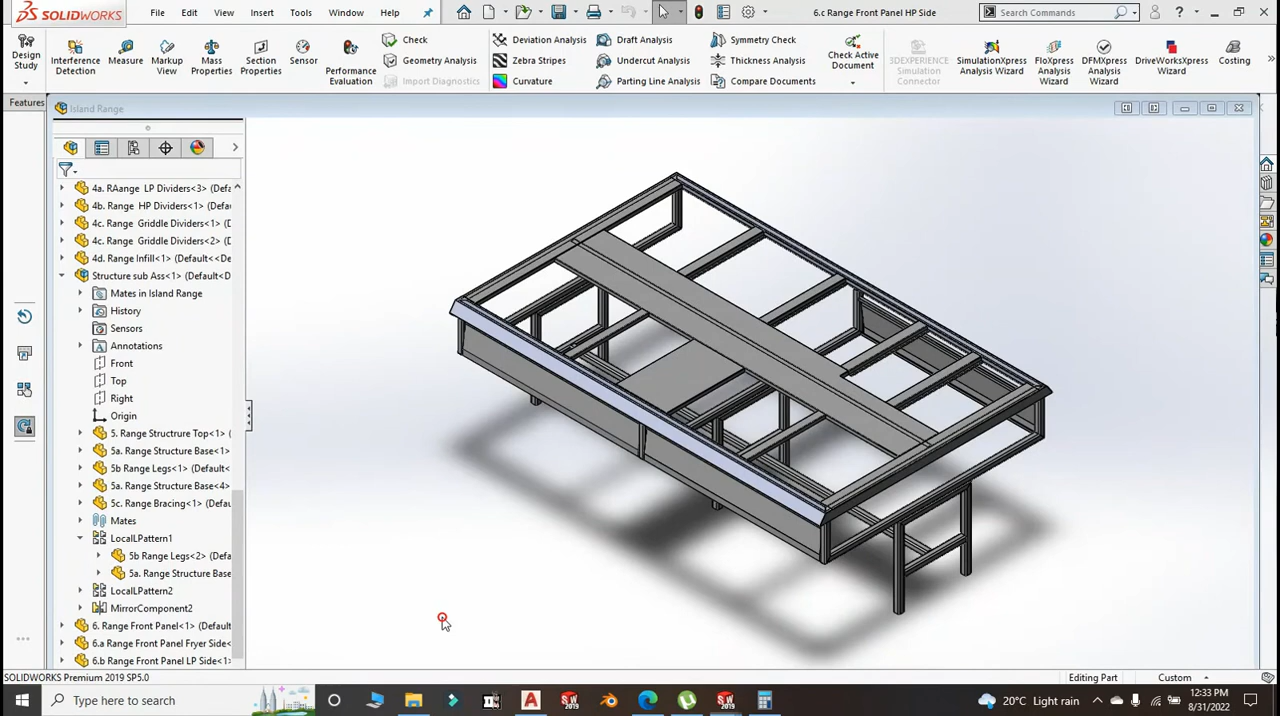 SOLIDWORKS File Edit View Insert Tools Window Help 6.c Range Front Panel HP Side Search Commands
Design Study
Interference Detection
Measure
Markup View
Mass Properties
Section Properties
Sensor
Performance Evaluation
Check
Geometry Analysis
Import Diagnostics
Deviation Analysis
Zebra Stripes
Curvature
Draft Analysis
Undercut Analysis
Parting Line Analysis
Symmetry Check
Thickness Analysis
Compare Documents
Check Active Document
3DEXPERIENCE Simulation Connector
SimulationXpress Analysis Wizard
FloXpress Analysis Wizard
DFMXpress Analysis Wizard
DriveWorksXpress Wizard
Costing
Features
Island Range
4a. RAange LP Dividers<3> (Defa
4b. Range HP Dividers<1> (Defa
4c. Range Griddle Dividers<1> (D
4c. Range Griddle Dividers<2> (D
4d. Range Infill<1> (Default<<De
Structure sub Ass<1> (Default<D
Mates in Island Range
History
Sensors
Annotations
Front
Top
Right
Origin
5. Range Structrure Top<1> (
5a. Range Structure Base<1>
5b Range Legs<1> (Default<
5a. Range Structure Base<4>
5c. Range Bracing<1> (Defau
Mates
LocalLPattern1
5b Range Legs<2> (Defa
5a. Range Structure Base
LocalLPattern2
MirrorComponent2
6. Range Front Panel<1> (Defau
6.a Range Front Panel Fryer Side<
6.b Range Front Panel LP Side<1>
SOLIDWORKS Premium 2019 SP5.0 Editing Part Custom
Type here to search
20°C Light rain
12:33 PM
8/31/2022